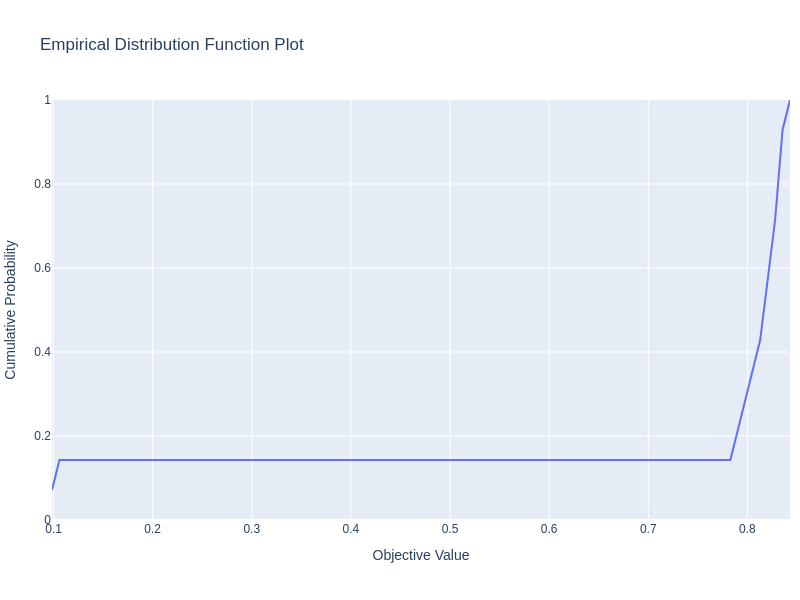 Empirical Distribution Function Plot
1
0.8
0.6
0.4
0.2
0
Cumulative Probability
0.1 0.2 0.3 0.4 0.5 0.6 0.7 0.8
Objective Value